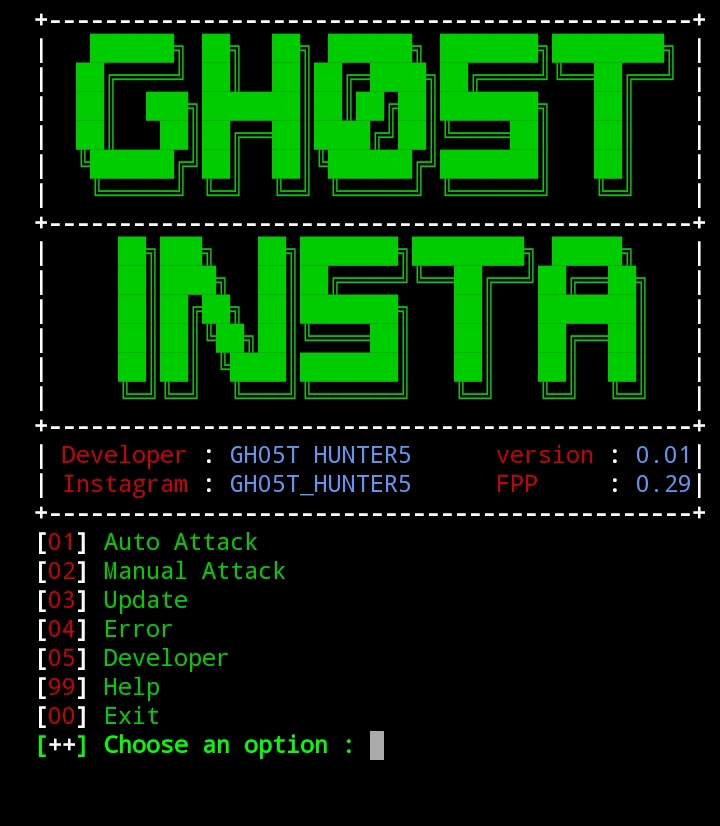 GH0ST
INSTA
Developer : GH05T HUNTER5 version : 0.01
Instagram : GH05T_HUNTER5 FPP : 0.29
[01] Auto Attack
[02] Manual Attack
[03] Update
[04] Error
[05] Developer
[99] Help
[00] Exit
[++] Choose an option :